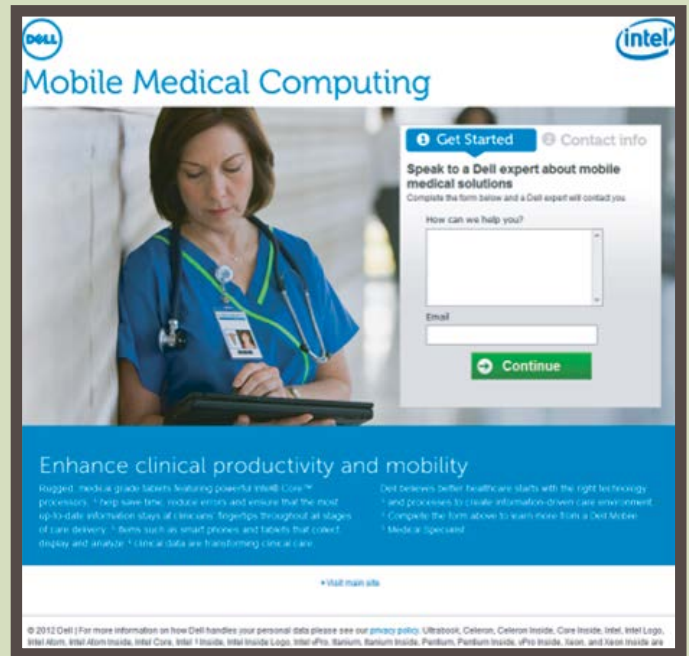 DELL
intel
Mobile Medical Computing
1 Get Started 2 Contact info
Speak to a Dell expert about mobile
medical solutions
Complete the form below and a Dell expert will contact you
How can we help you?
Email
Continue
Enhance clinical productivity and mobility
Rugged, medical grade tablets featuring powerful Intel® Core™
processors, ¹ help save time, reduce errors and ensure that the most
up-to-date information stays at clinicians' fingertips throughout all stages
of care delivery. ¹ Items such as smart phones and tablets that collect,
display and analyze ¹ clinical data are transforming clinical care.
Dell believes better healthcare starts with the right technology
¹ and processes to create information-driven care environment.
¹ Complete the form above to learn more from a Dell Mobile
¹ Medical Specialist
Visit main site
© 2012 Dell | For more information on how Dell handles your personal data please see our privacy policy. Ultrabook, Celeron, Celeron Inside, Core Inside, Intel, Intel Logo,
Intel Atom, Intel Atom Inside, Intel Core, Intel ¹ Inside, Intel Inside Logo, Intel vPro, Itanium, Itanium Inside, Pentium, Pentium Inside, vPro Inside, Xeon, and Xeon Inside are